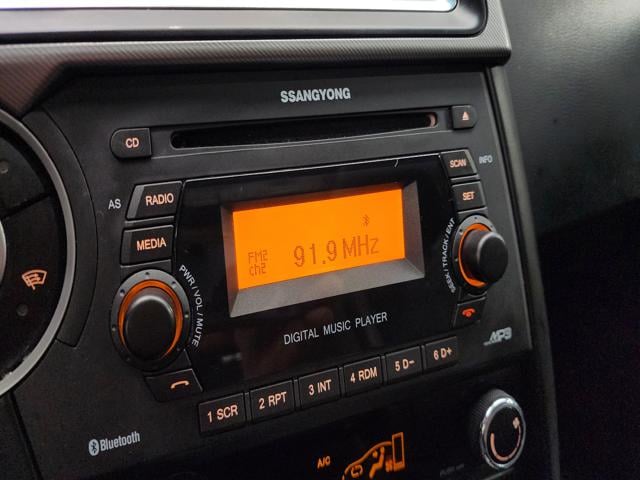 SSANGYONG
CD
SCAN
INFO
AS
RADIO
SET
MEDIA
FM2
ch2
91.9 MHz
PWR/VOL/MUTE
SEEK/TRACK/ENT
DIGITAL MUSIC PLAYER
MP3
1 SCR
2 RPT
3 INT
4 RDM
5 D-
6 D+
Bluetooth
A/C